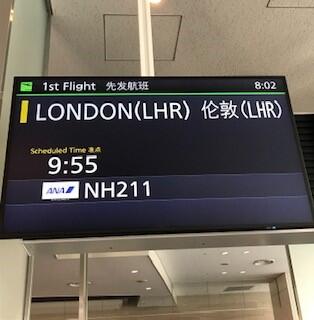 1st Flight 先发航班 8:02
LONDON(LHR) 伦敦(LHR)
Scheduled Time 准点
9:55
ANA NH211